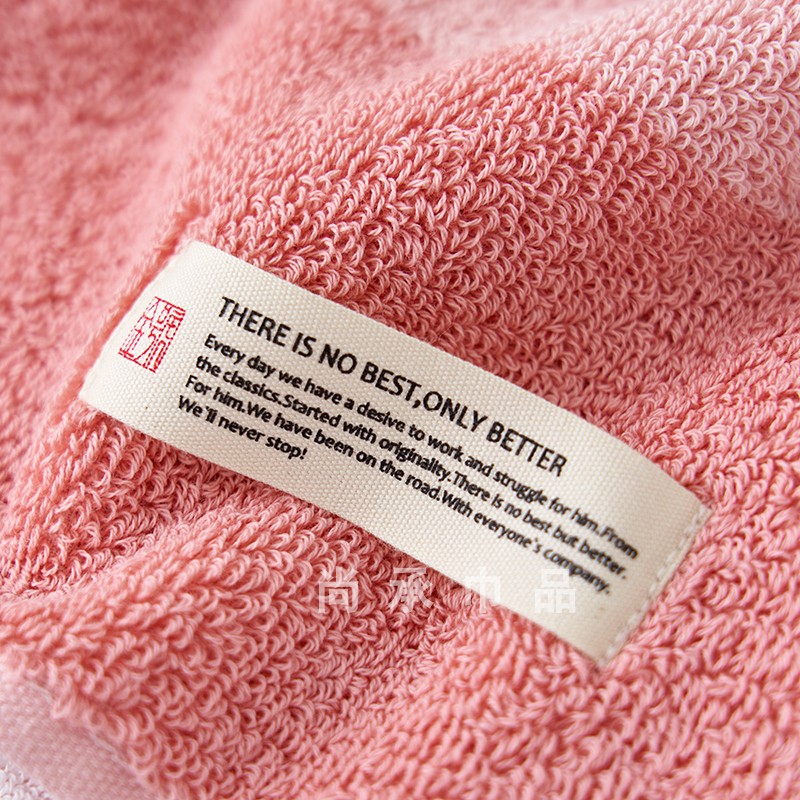 THERE IS NO BEST,ONLY BETTER
Every day we have a desive to work and struggle for him.From
the classics.Started with originality.There is no best but better.
For him.We have been on the road.With everyone's company.
We'll never stop!
尚承巾品